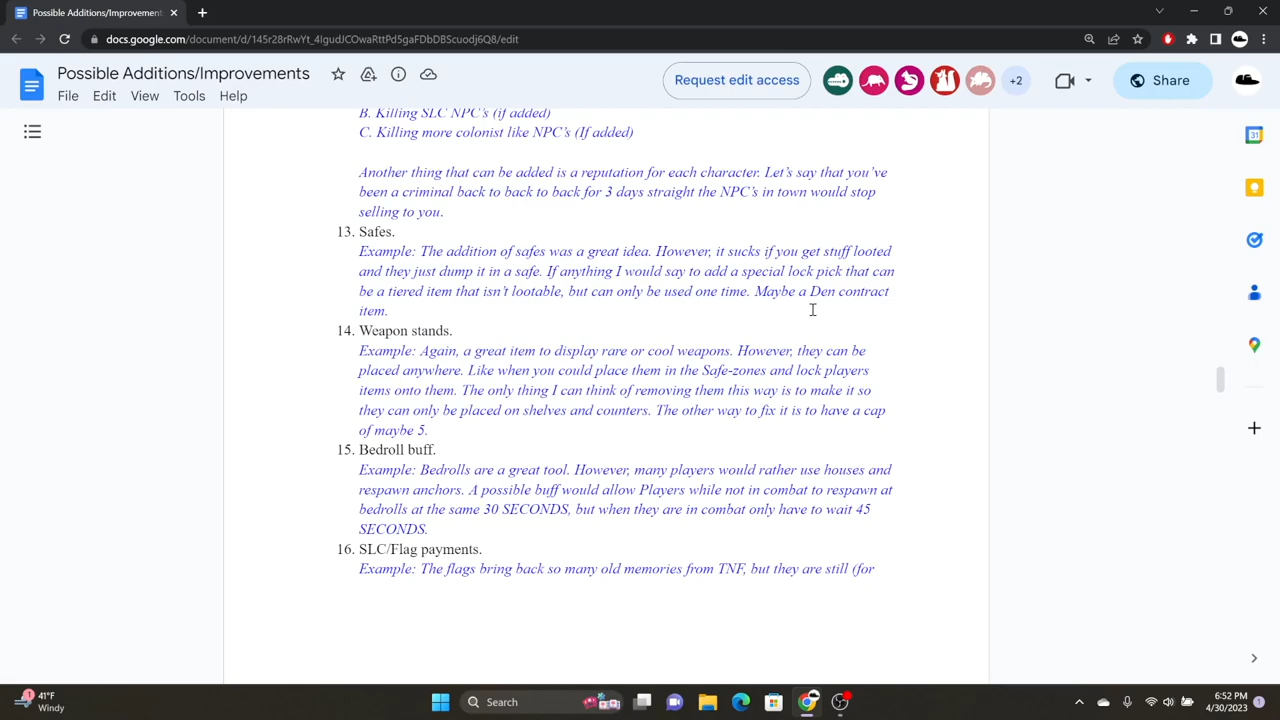 Possible Additions/Improvement
docs.google.com/document/d/145r28rRwYt_4IgudJCOwaRttPd5gaFDbDBScuodj6Q8/edit
Possible Additions/Improvements
File Edit View Tools Help
Request edit access
+2
Share
31
B. Killing SLC NPC's (if added)
C. Killing more colonist like NPC's (If added)
Another thing that can be added is a reputation for each character. Let's say that you've
been a criminal back to back to back for 3 days straight the NPC's in town would stop
selling to you.
13. Safes.
Example: The addition of safes was a great idea. However, it sucks if you get stuff looted
and they just dump it in a safe. If anything I would say to add a special lock pick that can
be a tiered item that isn't lootable, but can only be used one time. Maybe a Den contract
item.
14. Weapon stands.
Example: Again, a great item to display rare or cool weapons. However, they can be
placed anywhere. Like when you could place them in the Safe-zones and lock players
items onto them. The only thing I can think of removing them this way is to make it so
they can only be placed on shelves and counters. The other way to fix it is to have a cap
of maybe 5.
15. Bedroll buff.
Example: Bedrolls are a great tool. However, many players would rather use houses and
respawn anchors. A possible buff would allow Players while not in combat to respawn at
bedrolls at the same 30 SECONDS, but when they are in combat only have to wait 45
SECONDS.
16. SLC/Flag payments.
Example: The flags bring back so many old memories from TNF, but they are still (for
1
41°F
Windy
Search
6:52 PM
4/30/2023
1